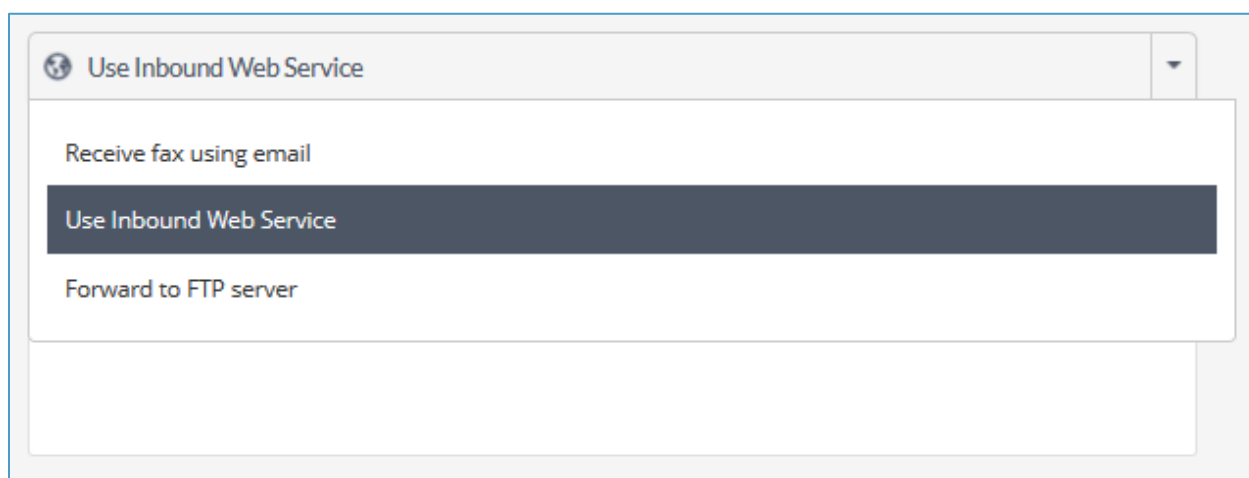 Use Inbound Web Service
Receive fax using email
Use Inbound Web Service
Forward to FTP server